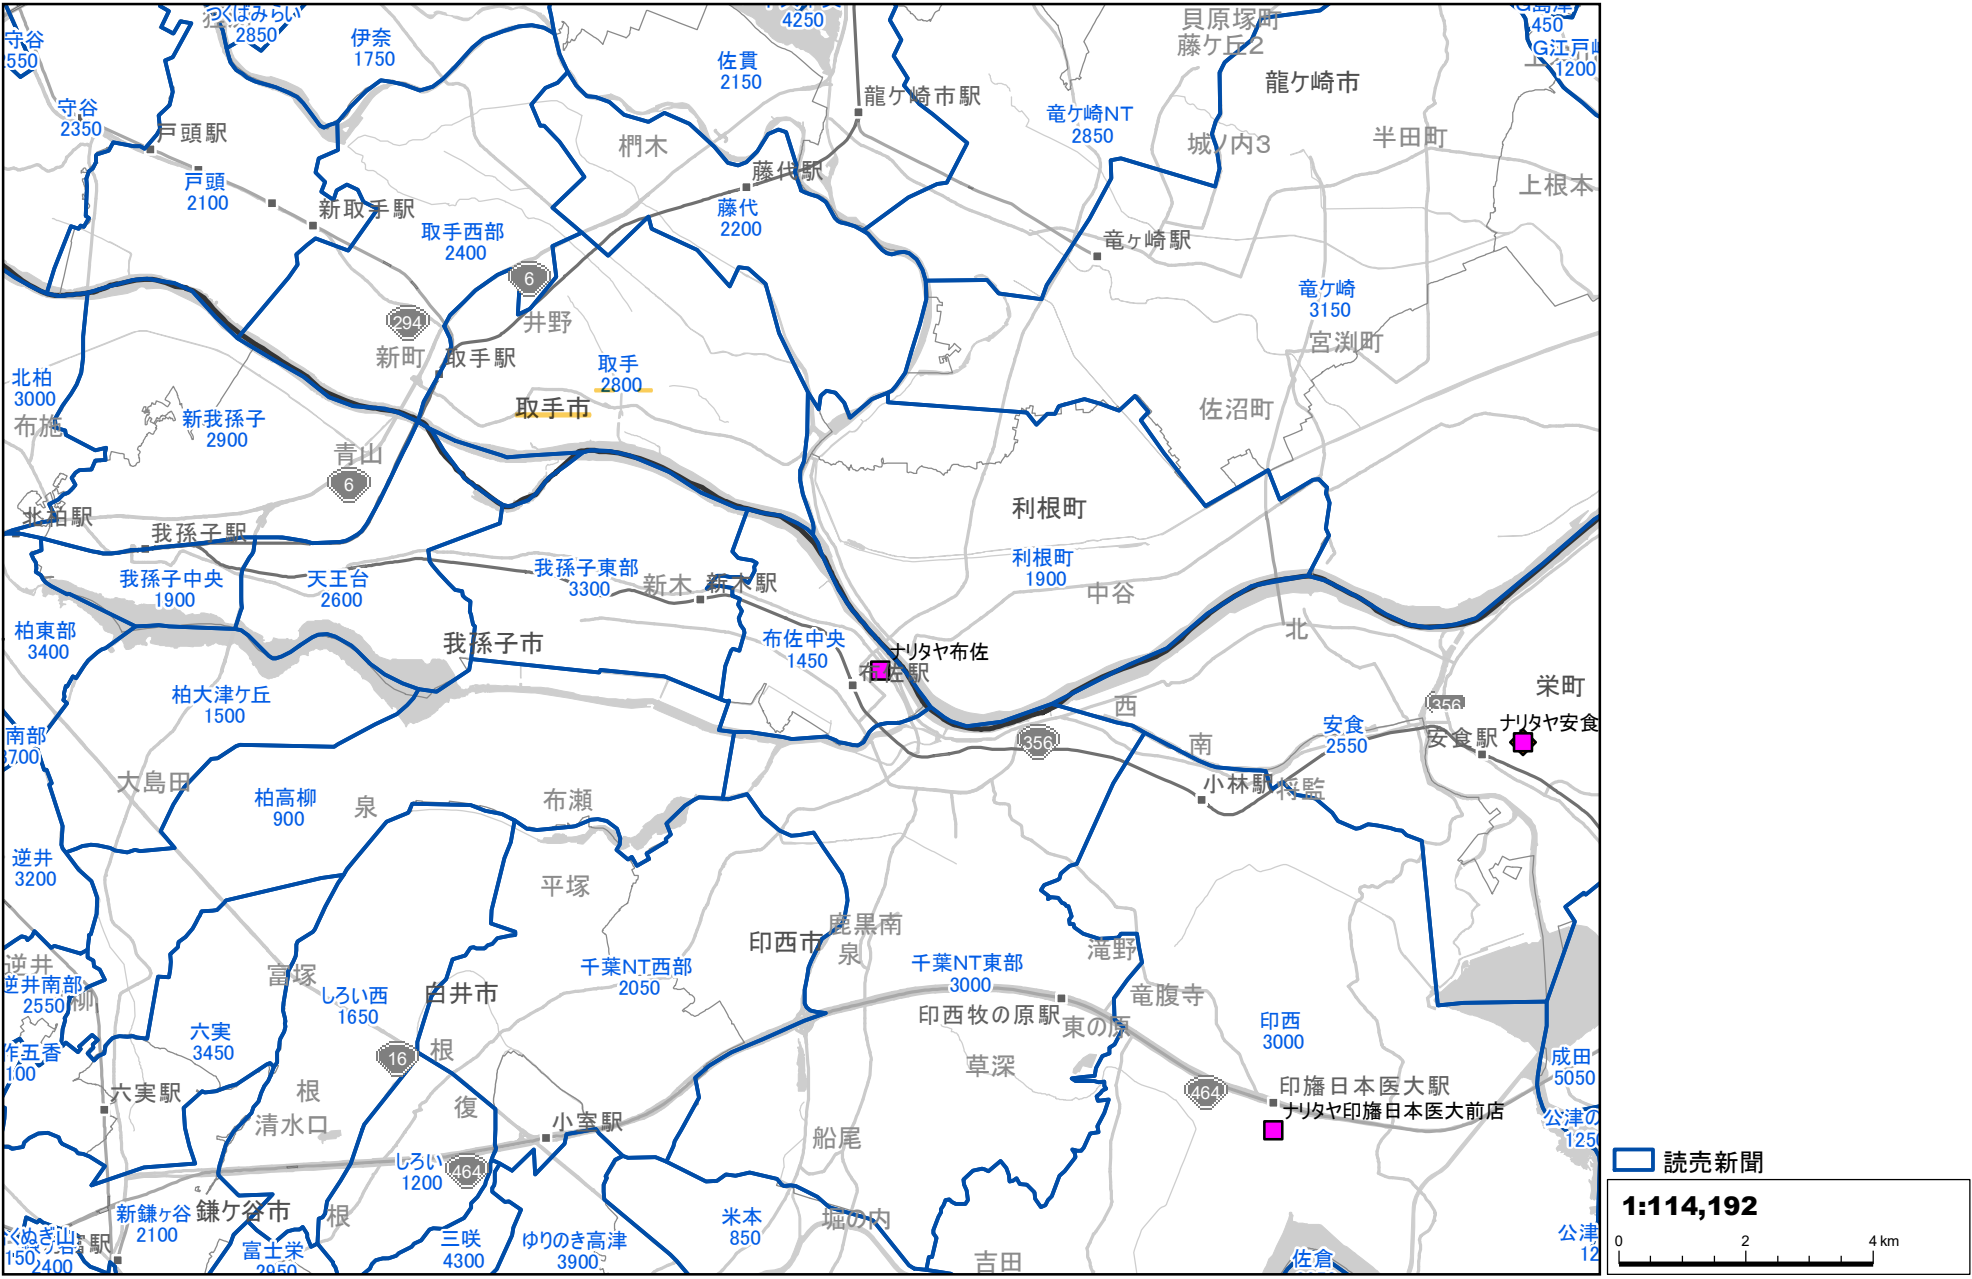 つくばみらい
2850
守谷
550
伊奈
1750
4250
佐貫
2150
貝原塚町
藤ケ丘2
龍ケ崎市
450
G江戸崎
1200
守谷
2350
戸頭駅
龍ケ崎市駅
竜ケ崎NT
2850
城ノ内3
半田町
上根本
椚木
藤代駅
戸頭
2100
新取手駅
取手西部
2400
藤代
2200
竜ヶ崎駅
6
竜ケ崎
3150
宮渕町
294
新町
井野
取手駅
取手
2800
取手市
北柏
3000
布施
新我孫子
2900
佐沼町
青山
6
利根町
北柏駅
我孫子駅
利根町
1900
中谷
我孫子中央
1900
天王台
2600
我孫子東部
3300
新木
新木駅
柏東部
3400
我孫子市
布佐中央
1450
ナリタヤ布佐
布佐駅
北
柏大津ケ丘
1500
西
南
356
栄町
ナリタヤ安食
安食
2550
安食駅
南部
3700
356
小林駅
将監
大島田
柏高柳
900
泉
布瀬
逆井
3200
平塚
鹿黒南
泉
印西市
逆井
逆井南部
2550
柳
富塚
しろい西
1650
白井市
千葉NT西部
2050
千葉NT東部
3000
滝野
竜腹寺
印西牧の原駅
東の原
印西
3000
六実
3450
16
根
草深
成田
5050
作五香
100
六実駅
根
清水口
復
小室駅
464
印旛日本医大駅
ナリタヤ印旛日本医大前店
船尾
公津の
125
しろい
1200
464
読売新聞
1:114,192
0 2 4 km
新鎌ヶ谷
2100
鎌ケ谷市
根
三咲
4300
ゆりのき高津
3900
米本
850
堀の内
吉田
佐倉
公津
12
くぬぎ山
150
2400
駅
富士栄
2950